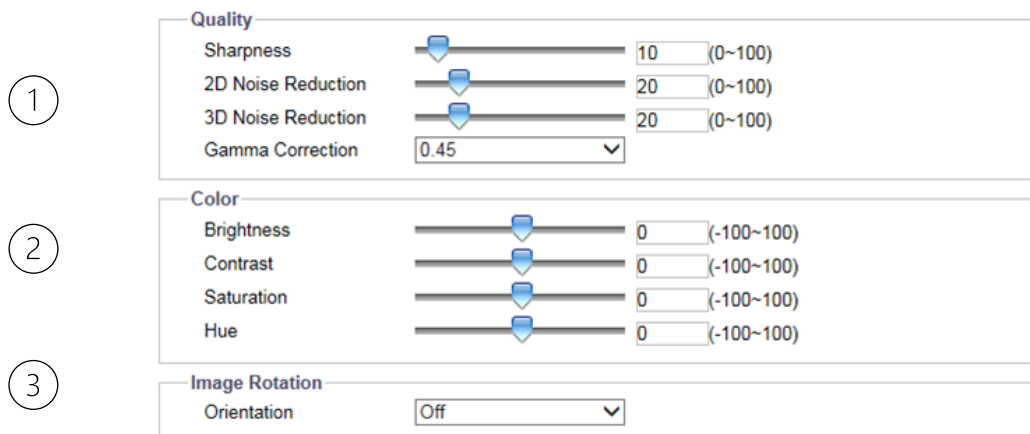 Quality
Sharpness 10 (0~100)
1
2D Noise Reduction 20 (0~100)
3D Noise Reduction 20 (0~100)
Gamma Correction 0.45
Color
Brightness 0 (-100~100)
2
Contrast 0 (-100~100)
Saturation 0 (-100~100)
Hue 0 (-100~100)
3
Image Rotation
Orientation Off